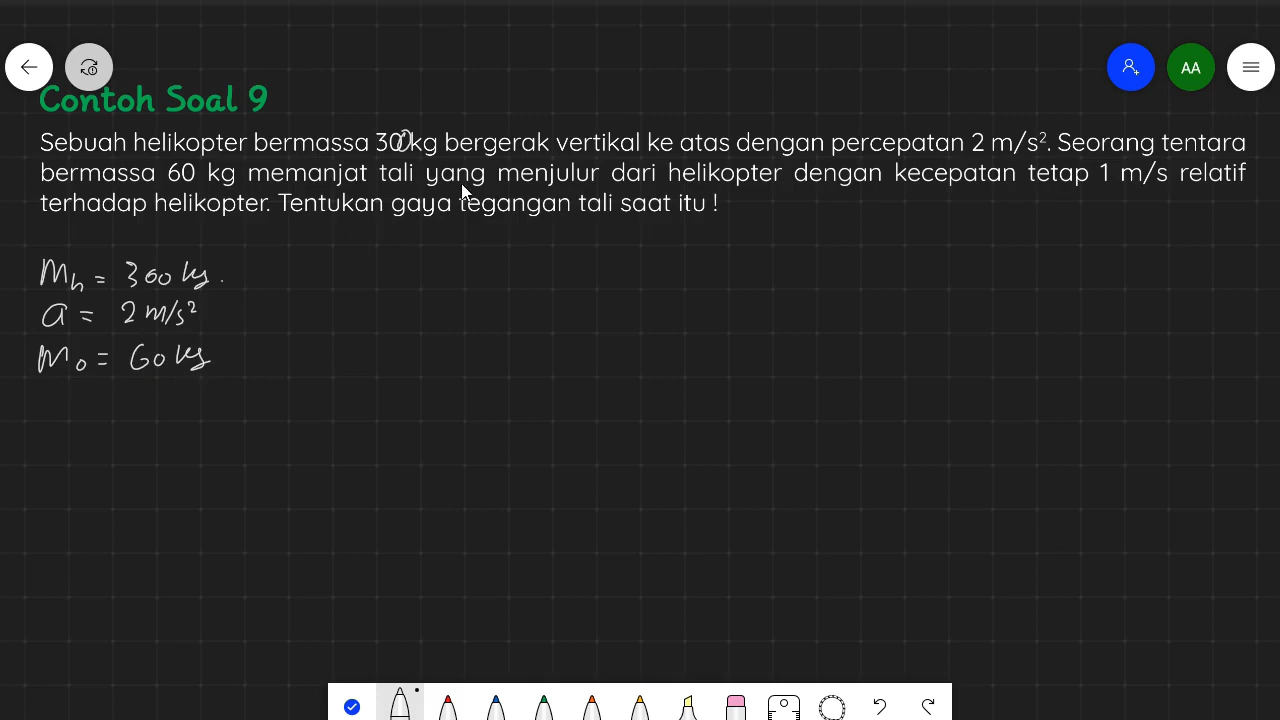 AA
Contoh Soal 9
Sebuah helikopter bermassa 300kg bergerak vertikal ke atas dengan percepatan 2 m/s². Seorang tentara
bermassa 60 kg memanjat tali yang menjulur dari helikopter dengan kecepatan tetap 1 m/s relatif
terhadap helikopter. Tentukan gaya tegangan tali saat itu !
Mh = 300 kg.
a = 2 m/s²
Mo = 60 kg